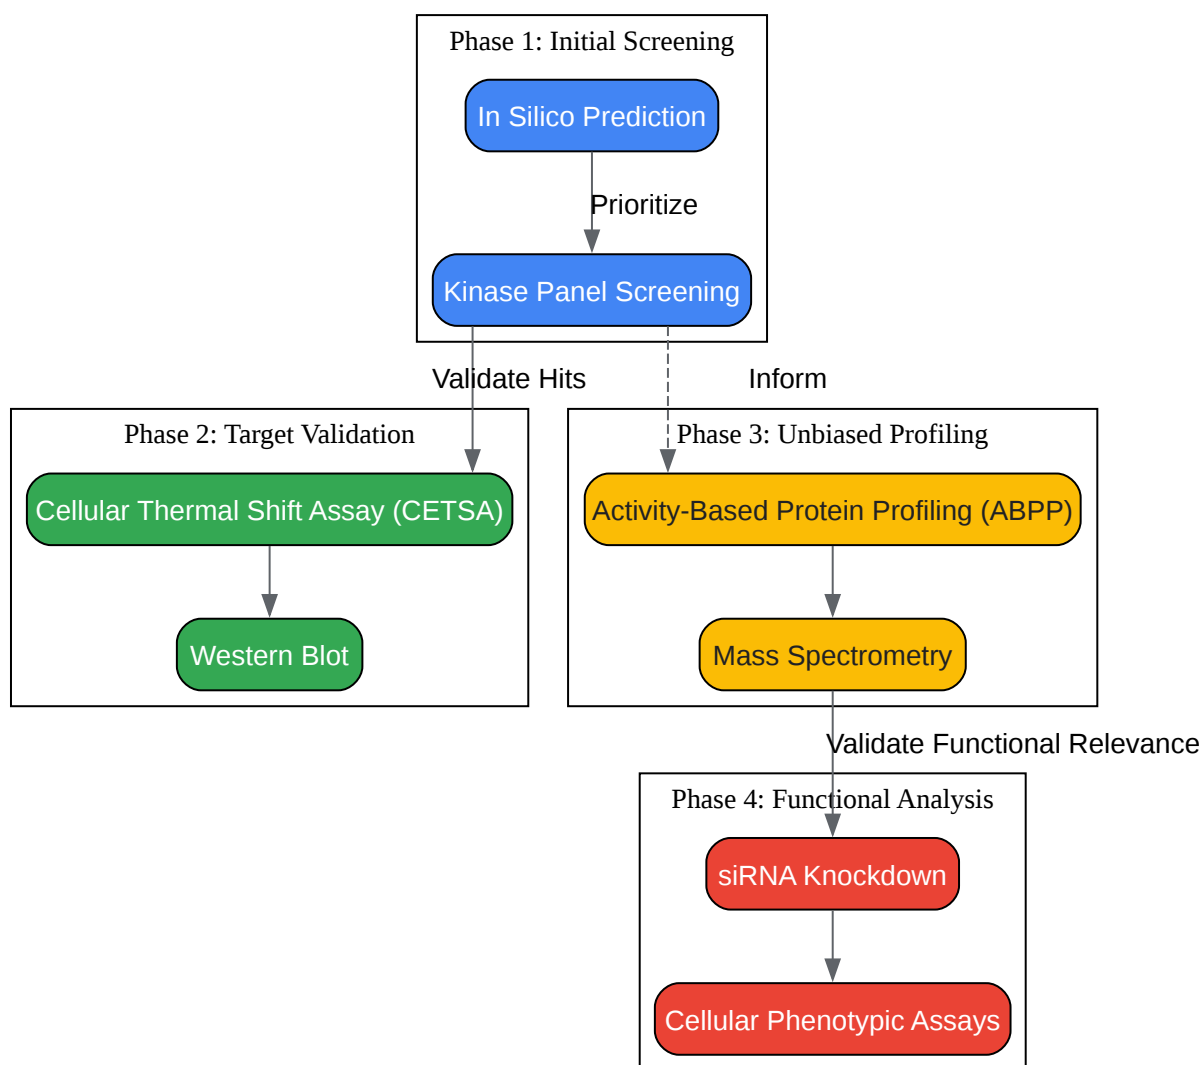 Phase 1: Initial Screening
In Silico Prediction
Prioritize
Kinase Panel Screening
Validate Hits
Inform
Phase 2: Target Validation
Phase 3: Unbiased Profiling
Cellular Thermal Shift Assay (CETSA)
Activity-Based Protein Profiling (ABPP)
Western Blot
Mass Spectrometry
Validate Functional Relevance
Phase 4: Functional Analysis
siRNA Knockdown
Cellular Phenotypic Assays